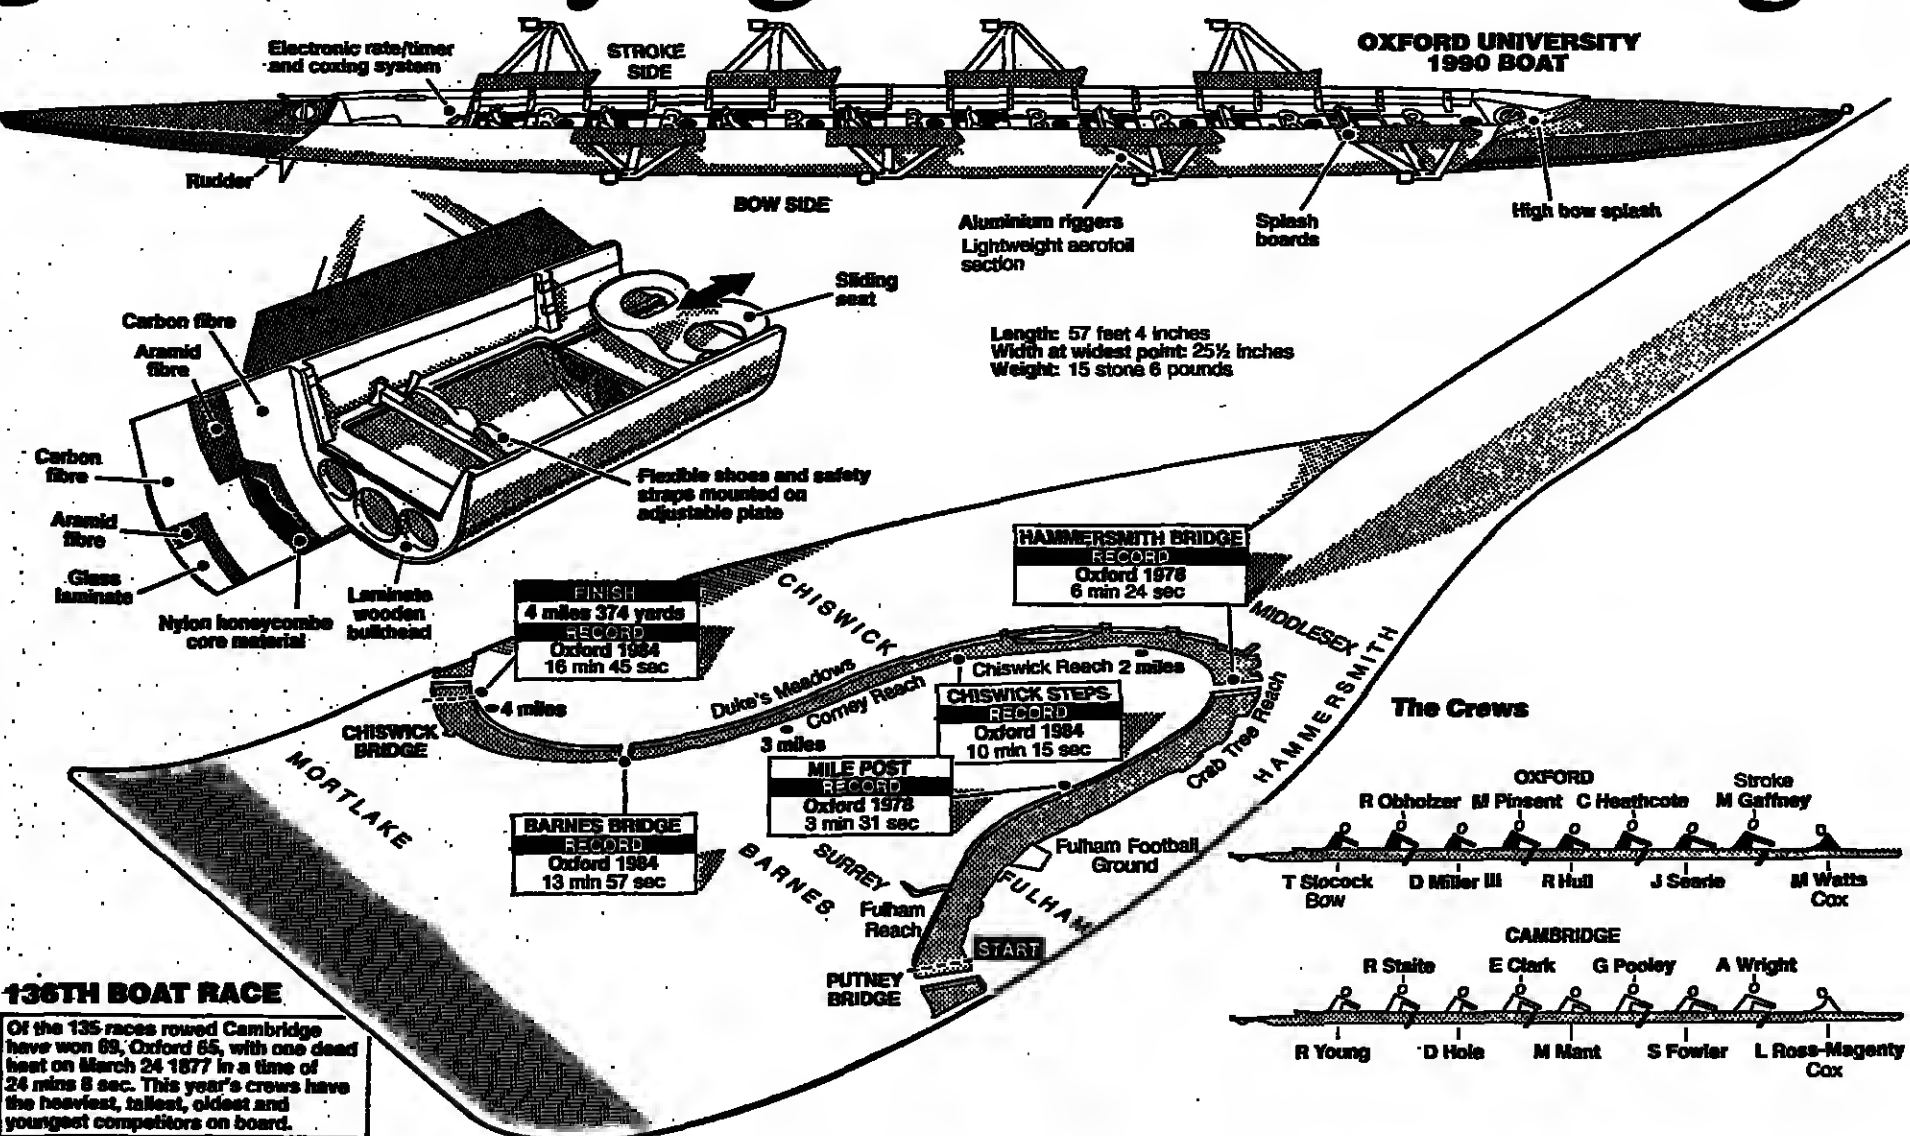 OXFORD UNIVERSITY
1990 BOAT
Electronic rate/timer
and coxing system
STROKE
SIDE
Rudder
BOW SIDE
Aluminium riggers
Lightweight aerofoil
section
Splash
boards
High bow splash
Sliding
seat
Carbon fibre
Aramid
fibre
Carbon
fibre
Aramid
fibre
Glass
laminate
Nylon honeycombe
core material
Laminate
wooden
bulkhead
Flexible shoes and safety
straps mounted on
adjustable plate
Length: 57 feet 4 inches
Width at widest point: 25½ inches
Weight: 15 stone 6 pounds
HAMMERSMITH BRIDGE
RECORD
Oxford 1978
6 min 24 sec
FINISH
4 miles 374 yards
RECORD
Oxford 1984
16 min 45 sec
CHISWICK
MIDDLESEX
HAMMERSMITH
Duke's Meadows
Corney Reach
Chiswick Reach 2 miles
CHISWICK STEPS
RECORD
Oxford 1984
10 min 15 sec
Crab Tree Reach
4 miles
CHISWICK
BRIDGE
3 miles
MILE POST
RECORD
Oxford 1978
3 min 31 sec
MORTLAKE
BARNES BRIDGE
RECORD
Oxford 1984
13 min 57 sec
BARNES
SURREY
Fulham Football
Ground
FULHAM
Fulham
Reach
START
PUTNEY
BRIDGE
The Crews
OXFORD
Stroke
R Obholzer M Pinsent C Heathcote M Gaffney
T Slocock D Miller III R Hull J Searle M Watts
Bow Cox
CAMBRIDGE
R Staite E Clark G Pooley A Wright
R Young D Hole M Mant S Fowler L Ross-Magenty
Cox
136TH BOAT RACE
Of the 135 races rowed Cambridge
have won 69, Oxford 65, with one dead
heat on March 24 1877 in a time of
24 mins 8 sec. This year's crews have
the heaviest, tallest, oldest and
youngest competitors on board.